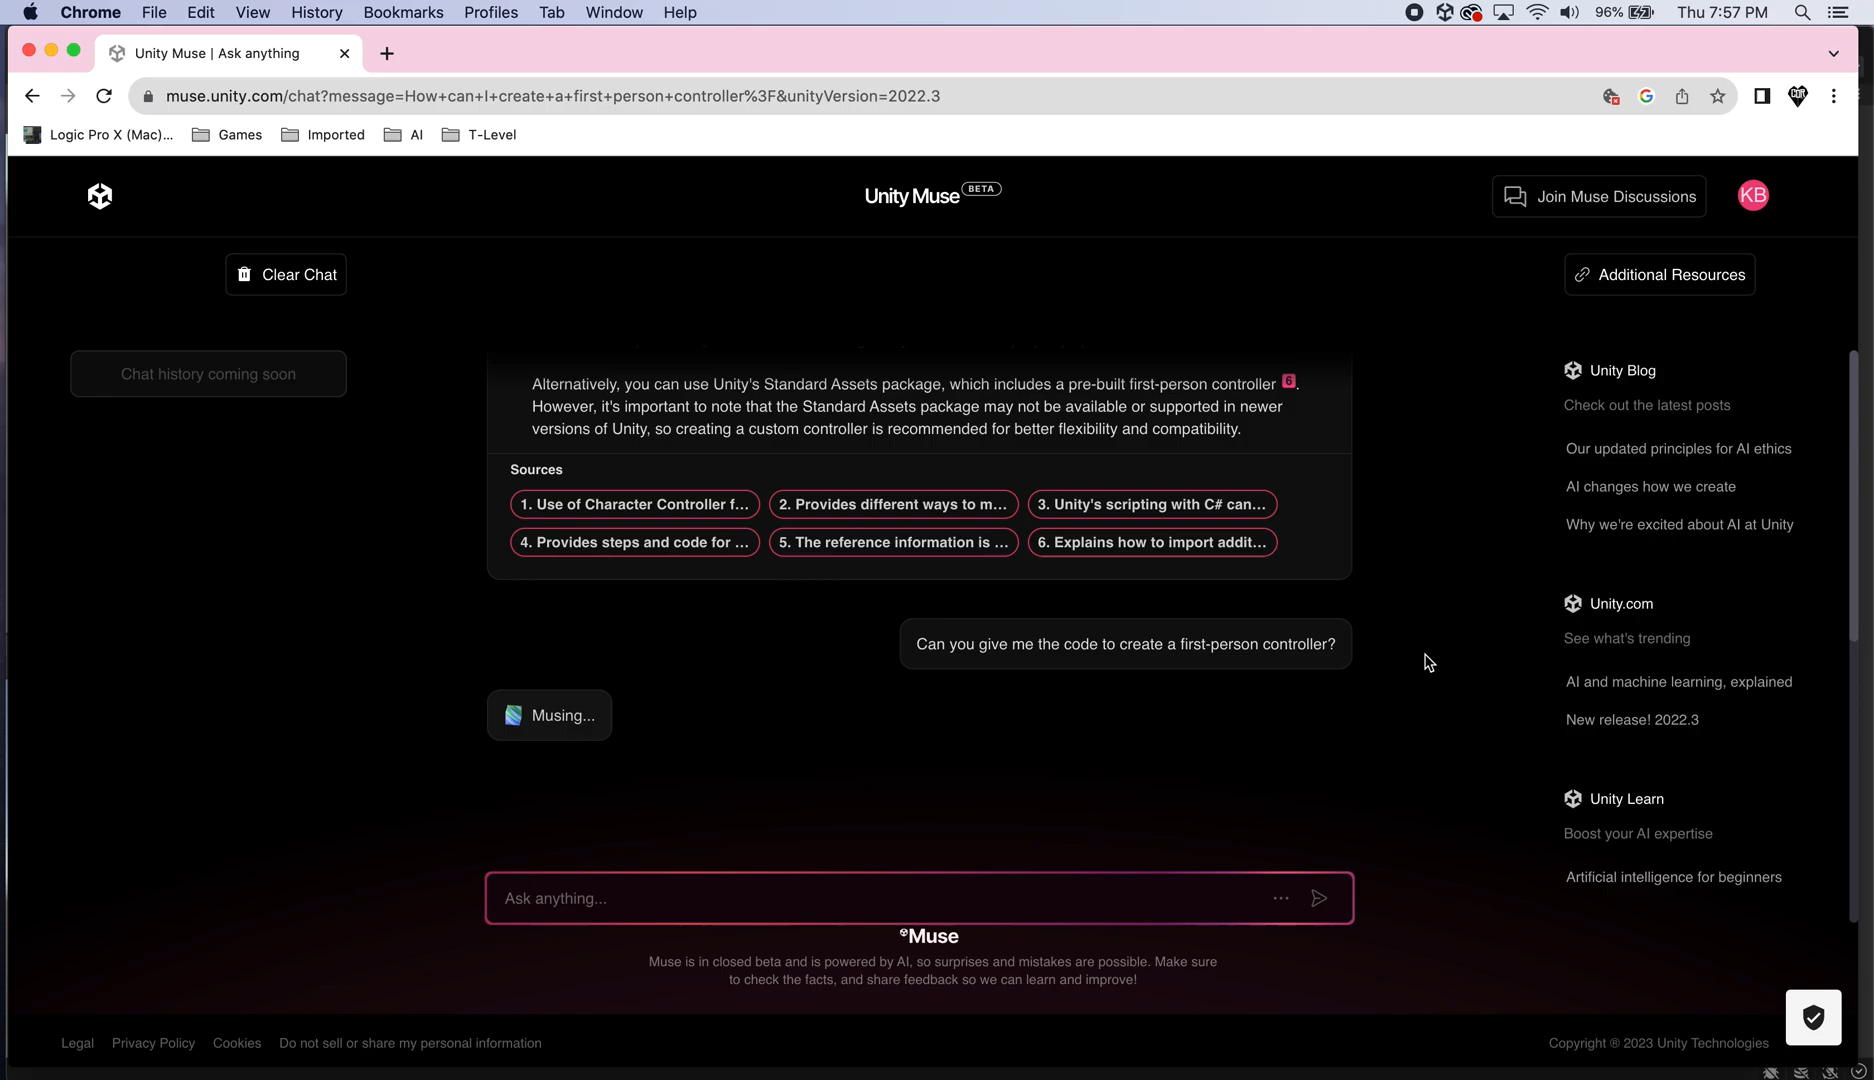 Chrome File Edit View History Bookmarks Profiles Tab Window Help 96% Thu 7:57 PM
Unity Muse | Ask anything
muse.unity.com/chat?message=How+can+I+create+a+first+person+controller%3F&unityVersion=2022.3
Logic Pro X (Mac)... Games Imported AI T-Level
Unity Muse BETA
Join Muse Discussions
KB
Clear Chat
Additional Resources
Chat history coming soon
Alternatively, you can use Unity's Standard Assets package, which includes a pre-built first-person controller 6.
However, it's important to note that the Standard Assets package may not be available or supported in newer
versions of Unity, so creating a custom controller is recommended for better flexibility and compatibility.
Sources
1. Use of Character Controller f... 2. Provides different ways to m... 3. Unity's scripting with C# can...
4. Provides steps and code for ... 5. The reference information is ... 6. Explains how to import addit...
Can you give me the code to create a first-person controller?
Musing...
Unity Blog
Check out the latest posts
Our updated principles for AI ethics
AI changes how we create
Why we're excited about AI at Unity
Unity.com
See what's trending
AI and machine learning, explained
New release! 2022.3
Unity Learn
Boost your AI expertise
Artificial intelligence for beginners
Ask anything...
Muse
Muse is in closed beta and is powered by AI, so surprises and mistakes are possible. Make sure
to check the facts, and share feedback so we can learn and improve!
Legal Privacy Policy Cookies Do not sell or share my personal information
Copyright ® 2023 Unity Technologies